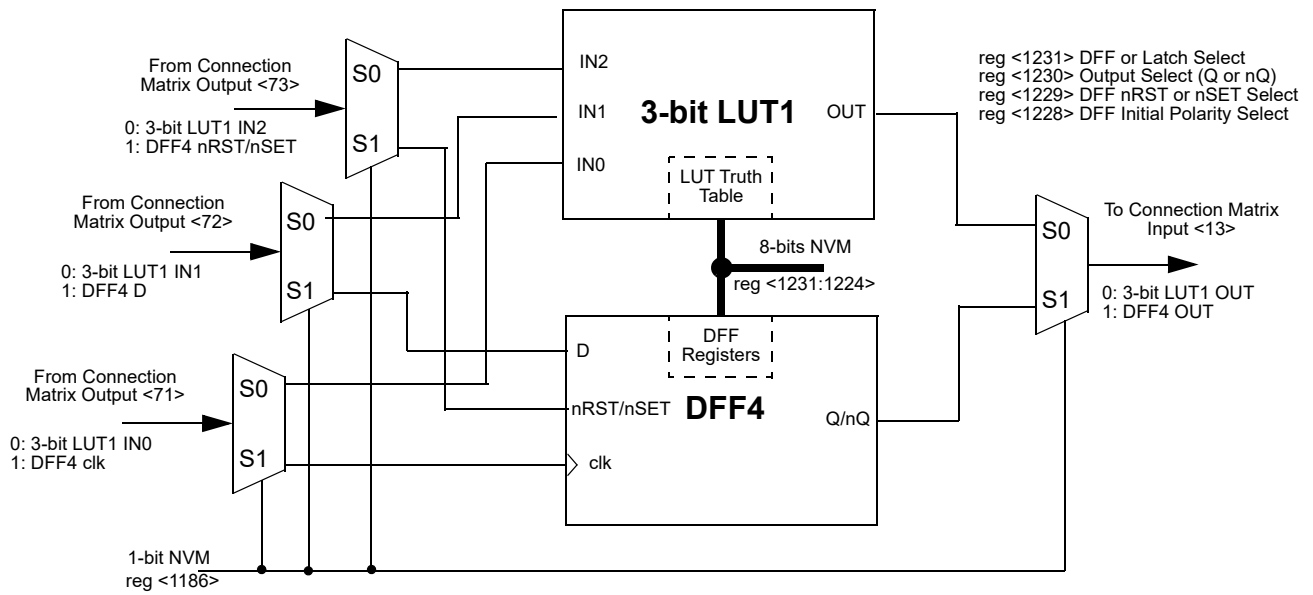 From Connection
Matrix Output <73>
0: 3-bit LUT1 IN2
1: DFF4 nRST/nSET
S0
S1
From Connection
Matrix Output <72>
0: 3-bit LUT1 IN1
1: DFF4 D
S0
S1
From Connection
Matrix Output <71>
0: 3-bit LUT1 IN0
1: DFF4 clk
S0
S1
1-bit NVM
reg <1186>
IN2
IN1
IN0
3-bit LUT1
OUT
LUT Truth
Table
8-bits NVM
reg <1231:1224>
DFF
Registers
D
nRST/nSET
clk
DFF4
Q/nQ
reg <1231> DFF or Latch Select
reg <1230> Output Select (Q or nQ)
reg <1229> DFF nRST or nSET Select
reg <1228> DFF Initial Polarity Select
S0
S1
To Connection Matrix
Input <13>
0: 3-bit LUT1 OUT
1: DFF4 OUT